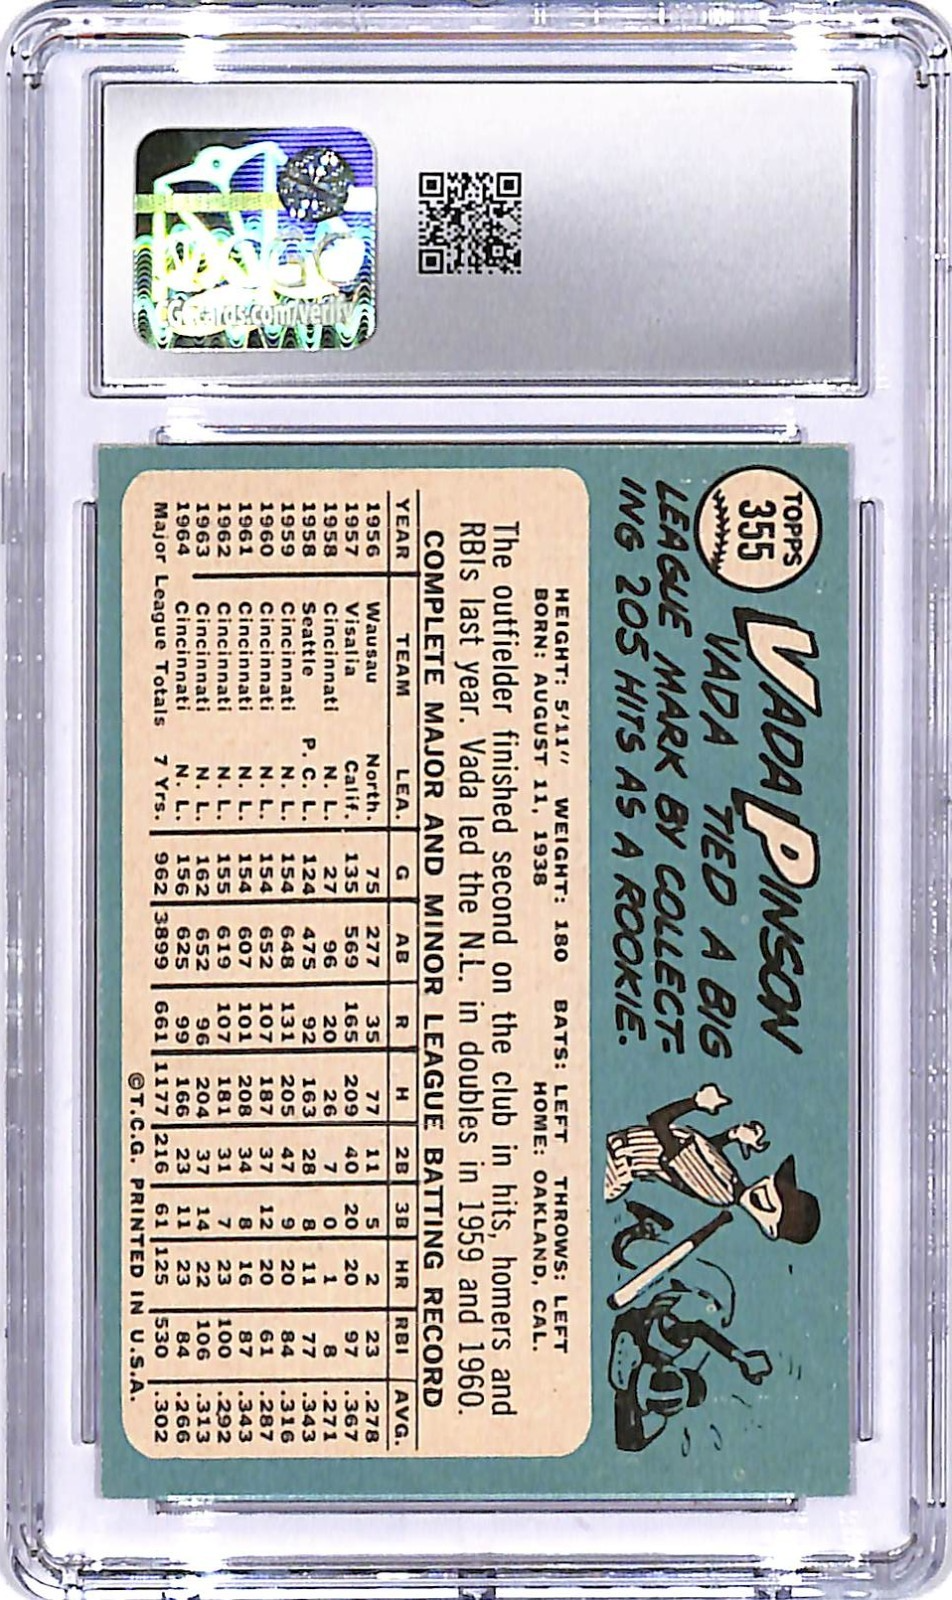 CGC
CGCcards.com/verify
TOPPS
355
VADA PINSON
VADA TIED A BIG
LEAGUE MARK BY COLLECT-
ING 205 HITS AS A ROOKIE.
HEIGHT: 5'11" WEIGHT: 180 BATS: LEFT THROWS: LEFT
BORN: AUGUST 11, 1938 HOME: OAKLAND, CAL.
The outfielder finished second on the club in hits, homers and
RBIs last year. Vada led the N.L. in doubles in 1959 and 1960.
COMPLETE MAJOR AND MINOR LEAGUE BATTING RECORD
YEAR TEAM LEA. G AB R H 2B 3B HR RBI AVG.
1956 Wausau North. 75 277 35 77 11 5 2 23 .278
1957 Visalia Calif. 135 569 165 209 40 20 20 97 .367
1958 Cincinnati N. L. 27 96 20 26 7 0 1 8 .271
1958 Seattle P. C. L. 124 475 92 163 28 8 11 77 .343
1959 Cincinnati N. L. 154 648 131 205 47 9 20 84 .316
1960 Cincinnati N. L. 154 652 107 187 37 12 20 61 .287
1961 Cincinnati N. L. 154 607 101 208 34 8 16 87 .343
1962 Cincinnati N. L. 155 619 107 181 31 7 23 100 .292
1963 Cincinnati N. L. 162 652 96 204 37 14 22 106 .313
1964 Cincinnati N. L. 156 625 99 166 23 11 23 84 .266
Major League Totals 7 Yrs. 962 3899 661 1177 216 61 125 530 .302
©T.C.G. PRINTED IN U.S.A.